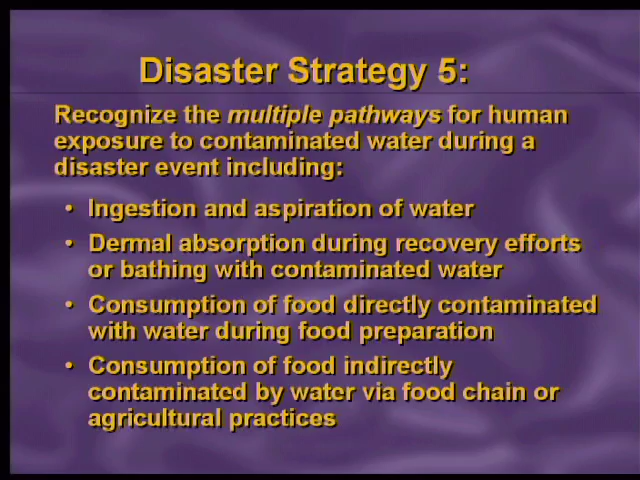 Disaster Strategy 5:
Recognize the multiple pathways for human
exposure to contaminated water during a
disaster event including:
• Ingestion and aspiration of water
• Dermal absorption during recovery efforts
or bathing with contaminated water
• Consumption of food directly contaminated
with water during food preparation
• Consumption of food indirectly
contaminated by water via food chain or
agricultural practices